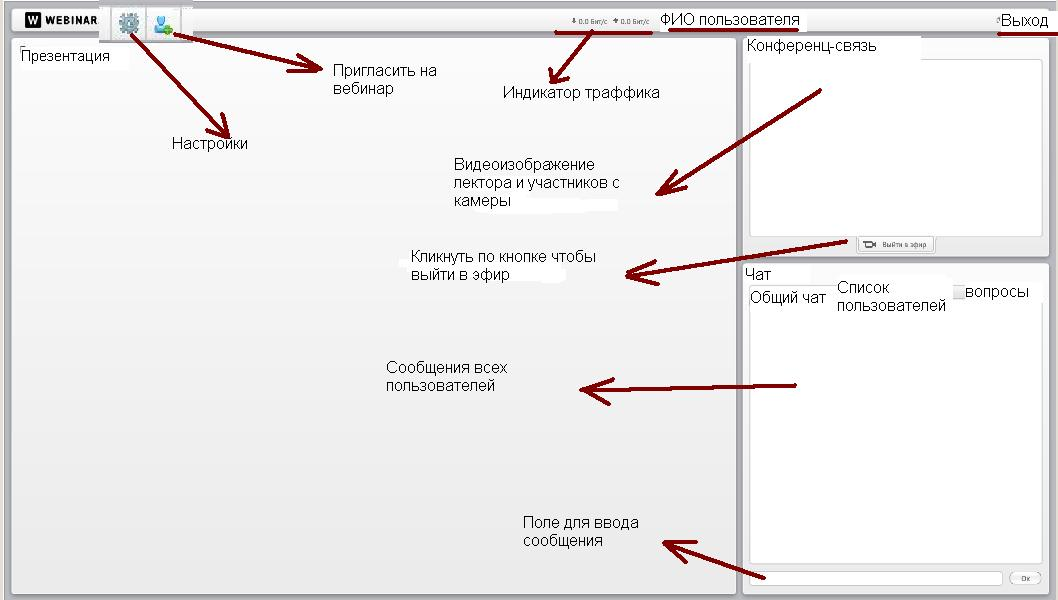 W WEBINAR
0.0 Бит/с 0.0 Бит/с
ФИО пользователя
Выход
Презентация
Конференц-связь
Пригласить на
вебинар
Индикатор траффика
Настройки
Видеоизображение
лектора и участников с
камеры
Кликнуть по кнопке чтобы
выйти в эфир
Выйти в эфир
Чат
Общий чат
Список
пользователей
вопросы
Сообщения всех
пользователей
Поле для ввода
сообщения
Ок